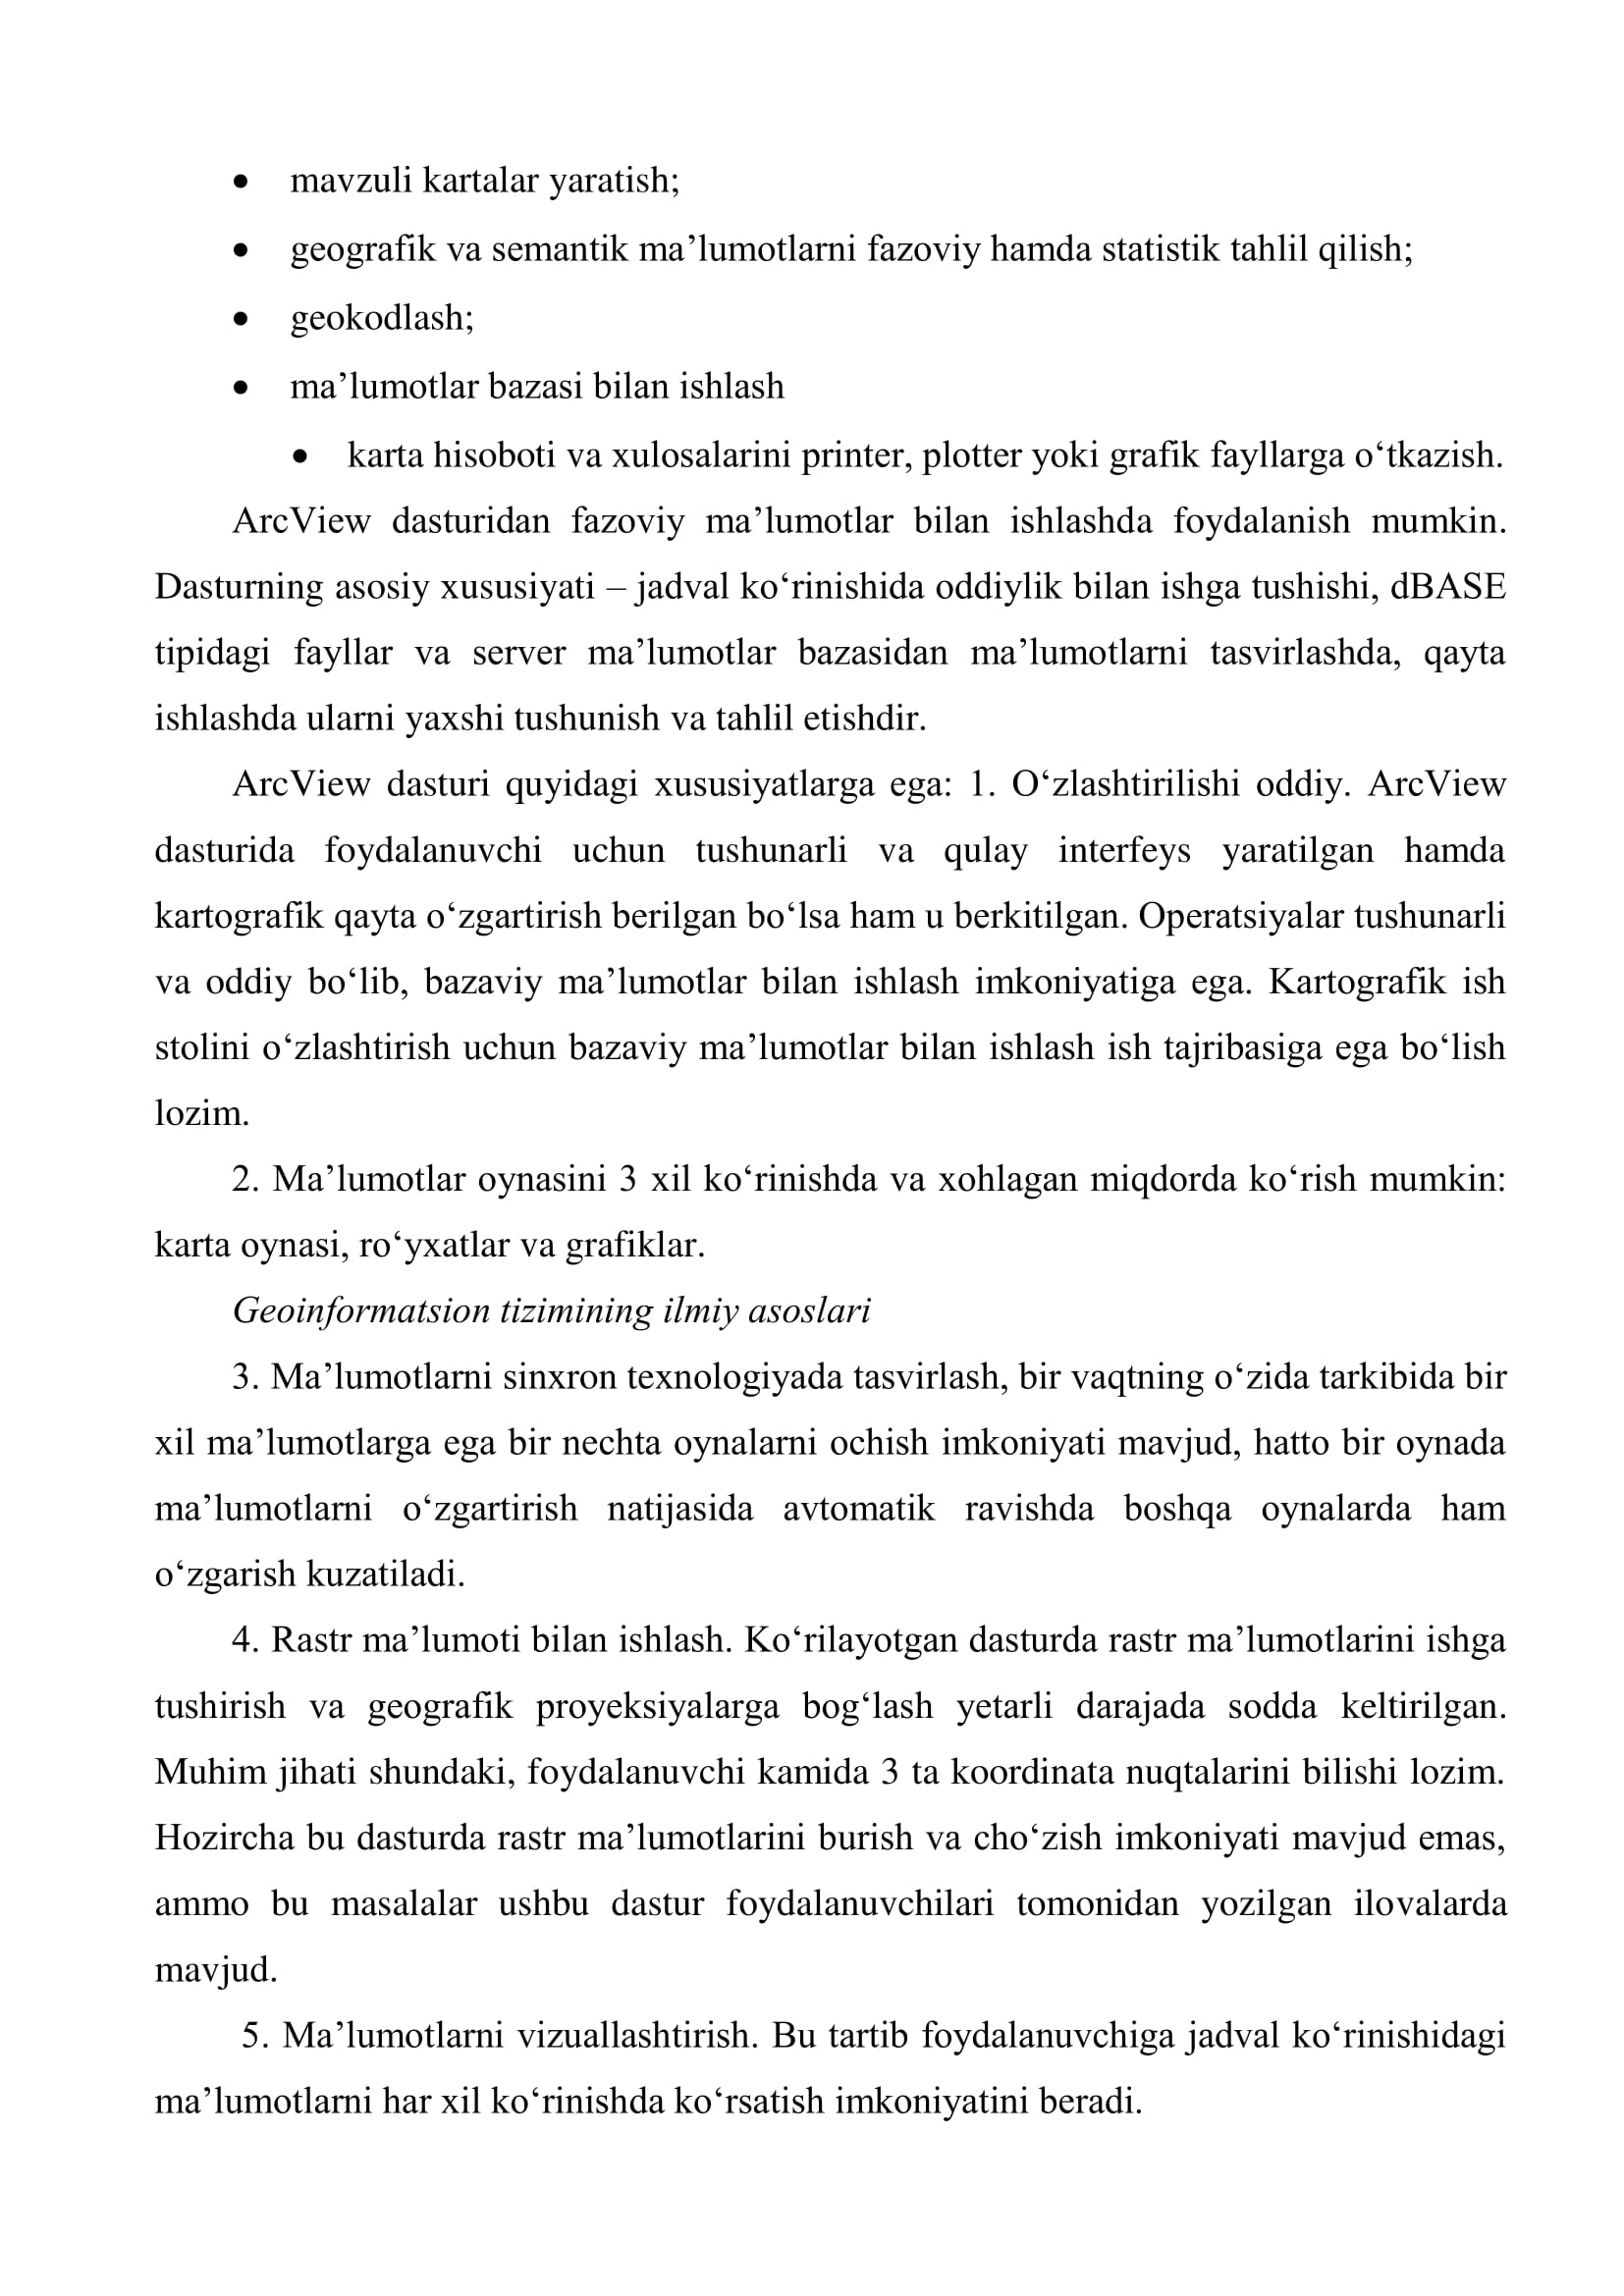 • mavzuli kartalar yaratish;
• geografik va semantik ma’lumotlarni fazoviy hamda statistik tahlil qilish;
• geokodlash;
• ma’lumotlar bazasi bilan ishlash
• karta hisoboti va xulosalarini printer, plotter yoki grafik fayllarga o‘tkazish.
ArcView dasturidan fazoviy ma’lumotlar bilan ishlashda foydalanish mumkin.
Dasturning asosiy xususiyati – jadval ko‘rinishida oddiylik bilan ishga tushishi, dBASE
tipidagi fayllar va server ma’lumotlar bazasidan ma’lumotlarni tasvirlashda, qayta
ishlashda ularni yaxshi tushunish va tahlil etishdir.
ArcView dasturi quyidagi xususiyatlarga ega: 1. O‘zlashtirilishi oddiy. ArcView
dasturida foydalanuvchi uchun tushunarli va qulay interfeys yaratilgan hamda
kartografik qayta o‘zgartirish berilgan bo‘lsa ham u berkitilgan. Operatsiyalar tushunarli
va oddiy bo‘lib, bazaviy ma’lumotlar bilan ishlash imkoniyatiga ega. Kartografik ish
stolini o‘zlashtirish uchun bazaviy ma’lumotlar bilan ishlash ish tajribasiga ega bo‘lish
lozim.
2. Ma’lumotlar oynasini 3 xil ko‘rinishda va xohlagan miqdorda ko‘rish mumkin:
karta oynasi, ro‘yxatlar va grafiklar.
Geoinformatsion tizimining ilmiy asoslari
3. Ma’lumotlarni sinxron texnologiyada tasvirlash, bir vaqtning o‘zida tarkibida bir
xil ma’lumotlarga ega bir nechta oynalarni ochish imkoniyati mavjud, hatto bir oynada
ma’lumotlarni o‘zgartirish natijasida avtomatik ravishda boshqa oynalarda ham
o‘zgarish kuzatiladi.
4. Rastr ma’lumoti bilan ishlash. Ko‘rilayotgan dasturda rastr ma’lumotlarini ishga
tushirish va geografik proyeksiyalarga bog‘lash yetarli darajada sodda keltirilgan.
Muhim jihati shundaki, foydalanuvchi kamida 3 ta koordinata nuqtalarini bilishi lozim.
Hozircha bu dasturda rastr ma’lumotlarini burish va cho‘zish imkoniyati mavjud emas,
ammo bu masalalar ushbu dastur foydalanuvchilari tomonidan yozilgan ilovalarda
mavjud.
5. Ma’lumotlarni vizuallashtirish. Bu tartib foydalanuvchiga jadval ko‘rinishidagi
ma’lumotlarni har xil ko‘rinishda ko‘rsatish imkoniyatini beradi.